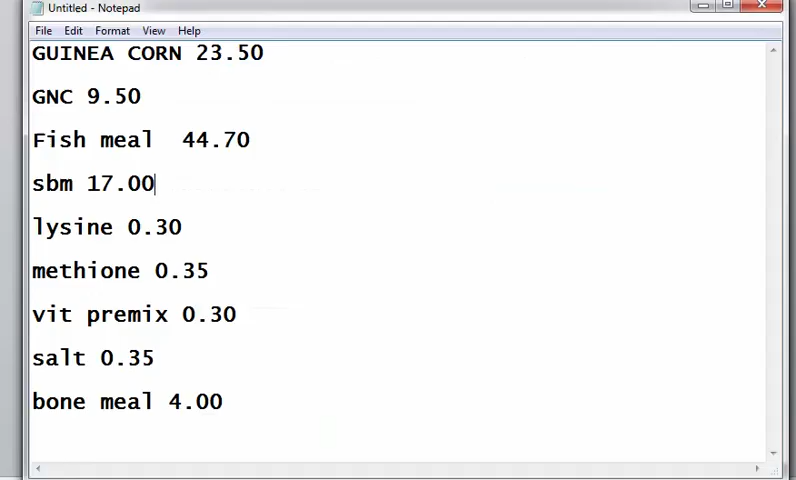 Untitled - Notepad
File Edit Format View Help
GUINEA CORN 23.50
GNC 9.50
Fish meal  44.70
sbm 17.00
lysine 0.30
methione 0.35
vit premix 0.30
salt 0.35
bone meal 4.00